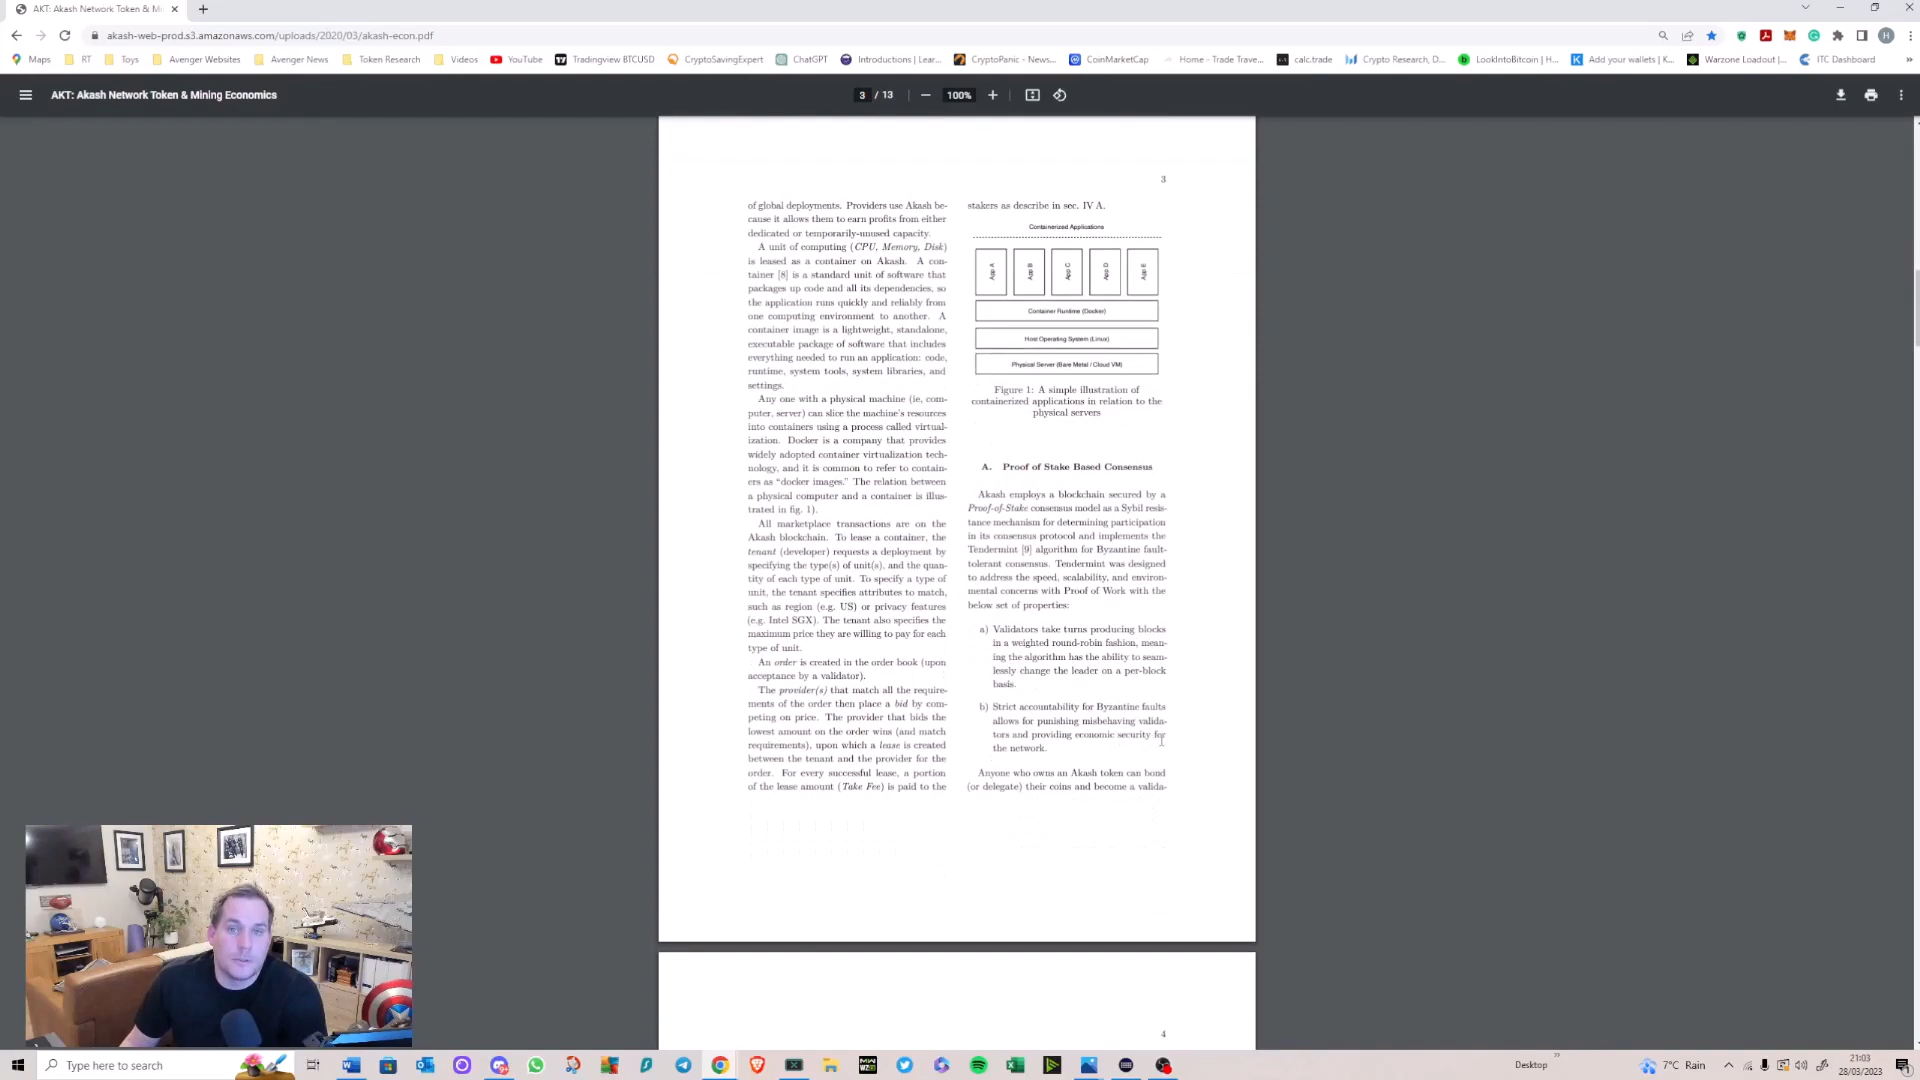 AKT: Akash Network Token & Mi
akash-web-prod.s3.amazonaws.com/uploads/2020/03/akash-econ.pdf
H
Maps
RT
Toys
Avenger Websites
Avenger News
Token Research
Videos
YouTube
Tradingview BTCUSD
CryptoSavingExpert
ChatGPT
Introductions | Lear...
CryptoPanic - News...
CoinMarketCap
Home - Trade Trave...
calc.trade
Crypto Research, D...
LookIntoBitcoin | H...
Add your wallets | K...
Warzone Loadout |...
ITC Dashboard
AKT: Akash Network Token & Mining Economics
3 / 13
100%
3
of global deployments. Providers use Akash be-
cause it allows them to earn profits from either
dedicated or temporarily-unused capacity.
A unit of computing (CPU, Memory, Disk)
is leased as a container on Akash. A con-
tainer [8] is a standard unit of software that
packages up code and all its dependencies, so
the application runs quickly and reliably from
one computing environment to another. A
container image is a lightweight, standalone,
executable package of software that includes
everything needed to run an application: code,
runtime, system tools, system libraries, and
settings.
Any one with a physical machine (ie, com-
puter, server) can slice the machine's resources
into containers using a process called virtual-
ization. Docker is a company that provides
widely adopted container virtualization tech-
nology, and it is common to refer to contain-
ers as "docker images." The relation between
a physical computer and a container is illus-
trated in fig. 1).
All marketplace transactions are on the
Akash blockchain. To lease a container, the
tenant (developer) requests a deployment by
specifying the type(s) of unit(s), and the quan-
tity of each type of unit. To specify a type of
unit, the tenant specifies attributes to match,
such as region (e.g. US) or privacy features
(e.g. Intel SGX). The tenant also specifies the
maximum price they are willing to pay for each
type of unit.
An order is created in the order book (upon
acceptance by a validator).
The provider(s) that match all the require-
ments of the order then place a bid by com-
peting on price. The provider that bids the
lowest amount on the order wins (and match
requirements), upon which a lease is created
between the tenant and the provider for the
order. For every successful lease, a portion
of the lease amount (Take Fee) is paid to the
stakers as describe in sec. IV A.
Containerized Applications
App A
App B
App C
App D
App E
Container Runtime (Docker)
Host Operating System (Linux)
Physical Server (Bare Metal / Cloud VM)
Figure 1: A simple illustration of
containerized applications in relation to the
physical servers
A. Proof of Stake Based Consensus
Akash employs a blockchain secured by a
Proof-of-Stake consensus model as a Sybil resis-
tance mechanism for determining participation
in its consensus protocol and implements the
Tendermint [9] algorithm for Byzantine fault-
tolerant consensus. Tendermint was designed
to address the speed, scalability, and environ-
mental concerns with Proof of Work with the
below set of properties:
a) Validators take turns producing blocks
in a weighted round-robin fashion, mean-
ing the algorithm has the ability to seam-
lessly change the leader on a per-block
basis.
b) Strict accountability for Byzantine faults
allows for punishing misbehaving valida-
tors and providing economic security for
the network.
Anyone who owns an Akash token can bond
(or delegate) their coins and become a valida-
4
Type here to search
Desktop
7°C Rain
21:03
28/03/2023